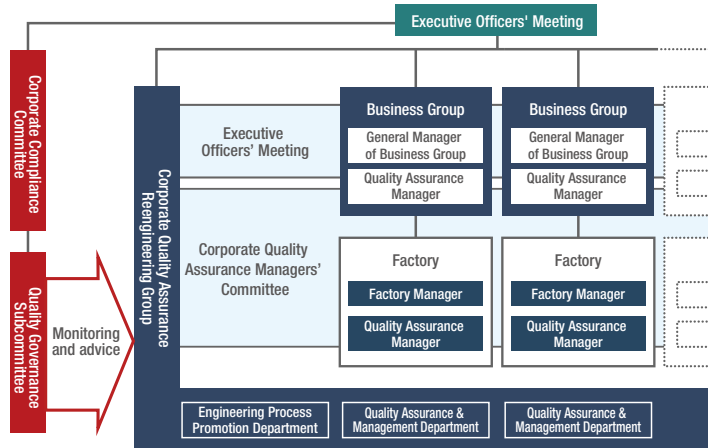 Executive Officers' Meeting
Corporate Compliance
Committee
Quality Governance
Subcommittee
Monitoring
and advice
Corporate Quality Assurance
Reengineering Group
Executive
Officers' Meeting
Corporate Quality
Assurance Managers'
Committee
Business Group
General Manager
of Business Group
Quality Assurance
Manager
Factory
Factory Manager
Quality Assurance
Manager
Business Group
General Manager
of Business Group
Quality Assurance
Manager
Factory
Factory Manager
Quality Assurance
Manager
Engineering Process
Promotion Department
Quality Assurance &
Management Department
Quality Assurance &
Management Department